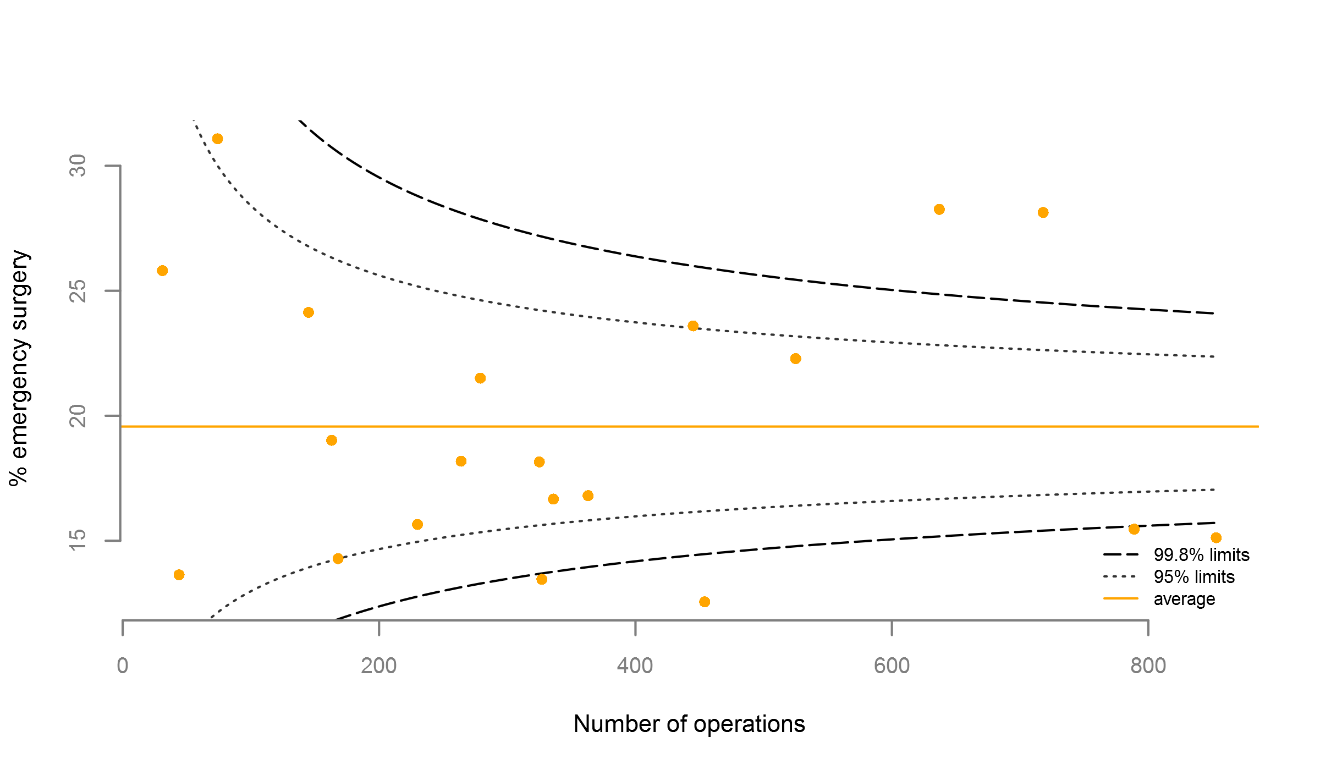 30
25
20
15
% emergency surgery
99.8% limits
95% limits
average
0 200 400 600 800
Number of operations